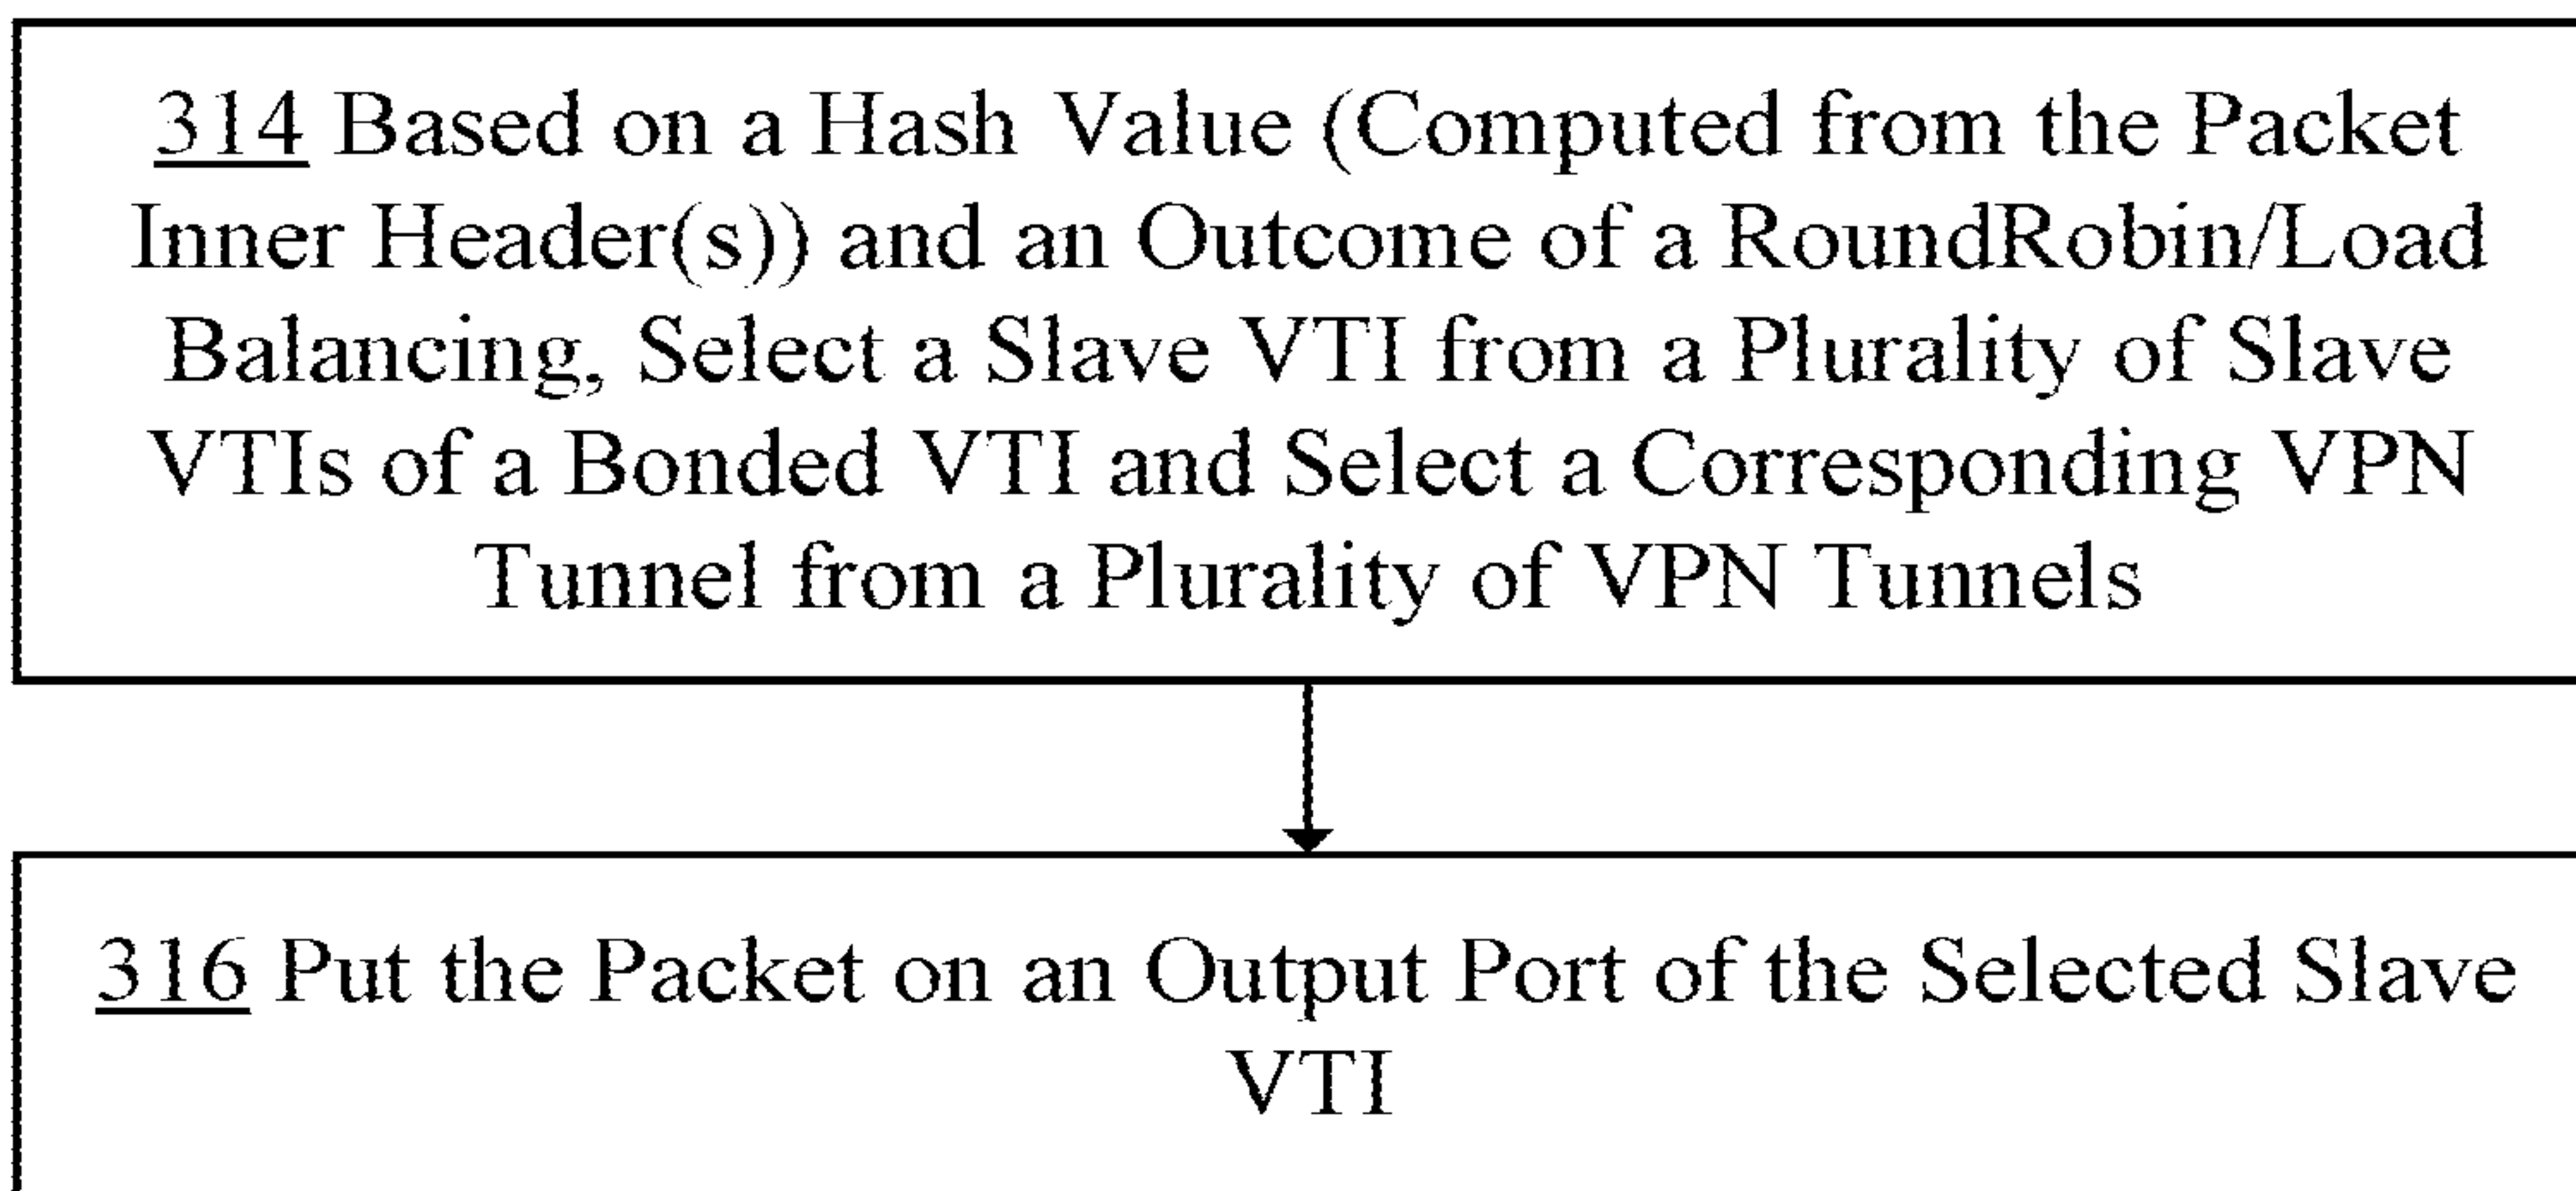 314 Based on a Hash Value (Computed from the Packet
Inner Header(s)) and an Outcome of a RoundRobin/Load
Balancing, Select a Slave VTI from a Plurality of Slave
VTIs of a Bonded VTI and Select a Corresponding VPN
Tunnel from a Plurality of VPN Tunnels
316 Put the Packet on an Output Port of the Selected Slave
VTI